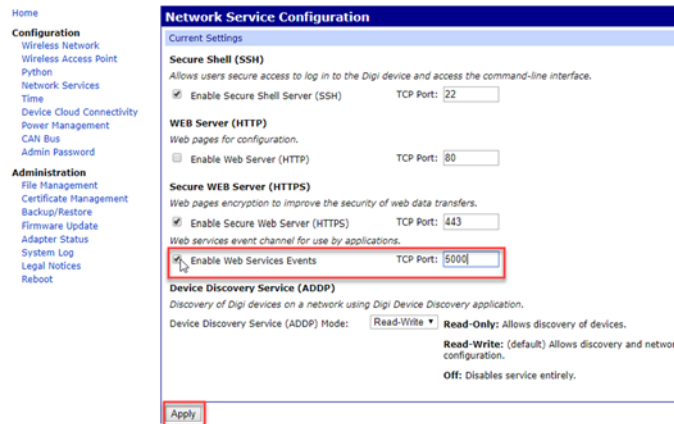 Home
Configuration
Wireless Network
Wireless Access Point
Python
Network Services
Time
Device Cloud Connectivity
Power Management
CAN Bus
Admin Password
Administration
File Management
Certificate Management
Backup/Restore
Firmware Update
Adapter Status
System Log
Legal Notices
Reboot
Network Service Configuration
Current Settings
Secure Shell (SSH)
Allows users secure access to log in to the Digi device and access the command-line interface.
Enable Secure Shell Server (SSH) TCP Port: 22
WEB Server (HTTP)
Web pages for configuration.
Enable Web Server (HTTP) TCP Port: 80
Secure WEB Server (HTTPS)
Web pages encryption to improve the security of web data transfers.
Enable Secure Web Server (HTTPS) TCP Port: 443
Web services event channel for use by applications.
Enable Web Services Events TCP Port: 5000
Device Discovery Service (ADDP)
Discovery of Digi devices on a network using Digi Device Discovery application.
Device Discovery Service (ADDP) Mode: Read-Write Read-Only: Allows discovery of devices.
Read-Write: (default) Allows discovery and networ
configuration.
Off: Disables service entirely.
Apply